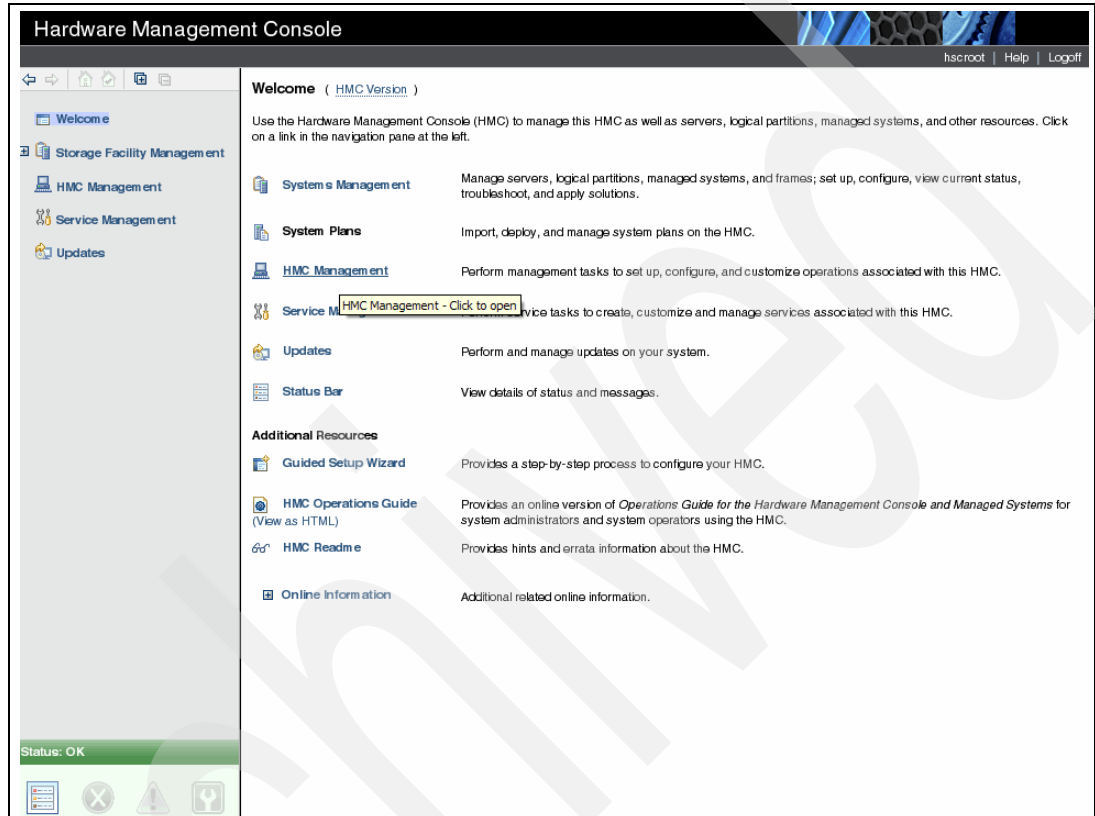 Hardware Management Console
hscroot | Help | Logoff
Welcome
Storage Facility Management
HMC Management
Service Management
Updates
Status: OK
Welcome ( HMC Version )
Use the Hardware Management Console (HMC) to manage this HMC as well as servers, logical partitions, managed systems, and other resources. Click
on a link in the navigation pane at the left.
Systems Management
Manage servers, logical partitions, managed systems, and frames; set up, configure, view current status,
troubleshoot, and apply solutions.
System Plans
Import, deploy, and manage system plans on the HMC.
HMC Management
Perform management tasks to set up, configure, and customize operations associated with this HMC.
HMC Management - Click to open
Service
service tasks to create, customize and manage services associated with this HMC.
Updates
Perform and manage updates on your system.
Status Bar
View details of status and messages.
Additional Resources
Guided Setup Wizard
Provides a step-by-step process to configure your HMC.
HMC Operations Guide
(View as HTML)
Provides an online version of Operations Guide for the Hardware Management Console and Managed Systems for
system administrators and system operators using the HMC.
HMC Readme
Provides hints and errata information about the HMC.
Online Information
Additional related online information.